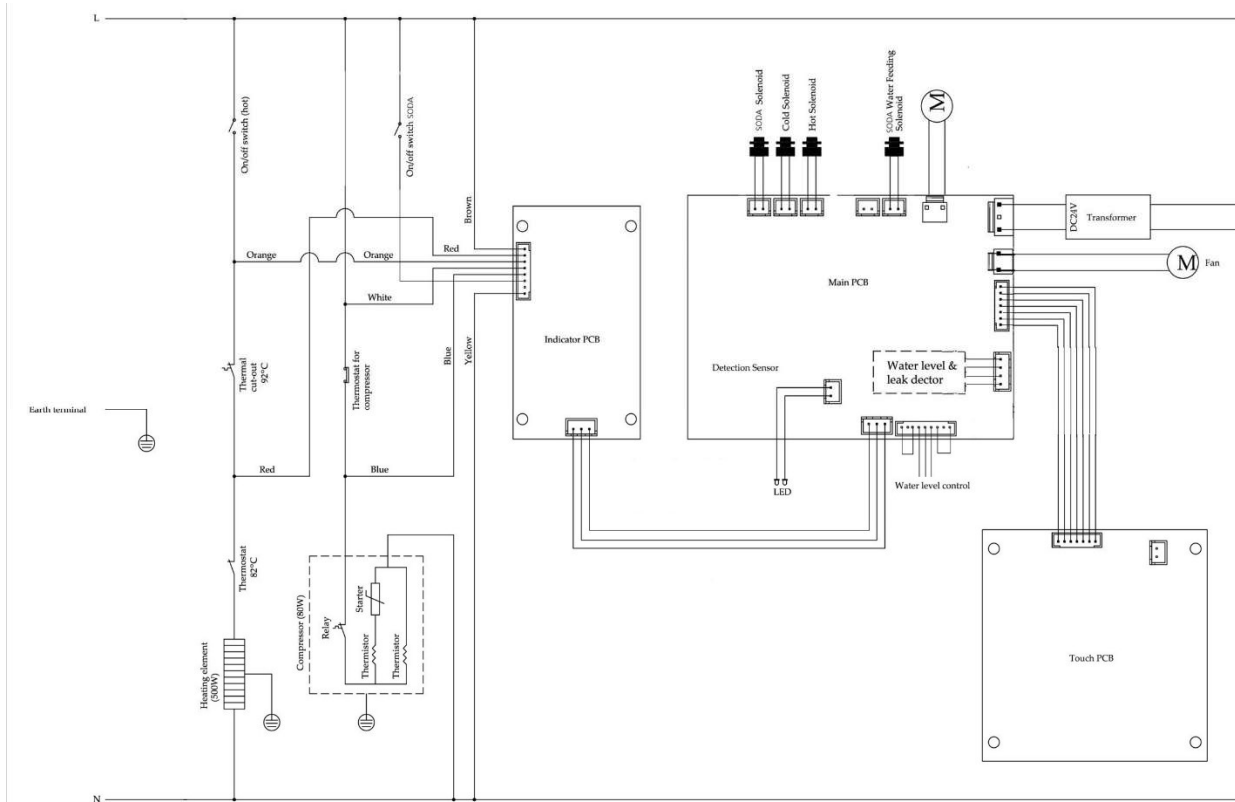 L
On/off switch (hot)
On/off switch SODA
Brown
SODA Solenoid
Cold Solenoid
Hot Solenoid
SODA Water Feeding
Solenoid
M
DC24V
Transformer
M
Fan
Red
Orange
Orange
White
Blue
Yellow
Main PCB
Indicator PCB
Thermal
cut-out
92°C
Thermostat for
compressor
Detection Sensor
Water level &
leak dector
Earth terminal
Red
Blue
LED
Water level control
Thermostat
82°C
Compressor (80W)
Relay
Starter
Thermistor
Thermistor
Heating element
(500W)
Touch PCB
N